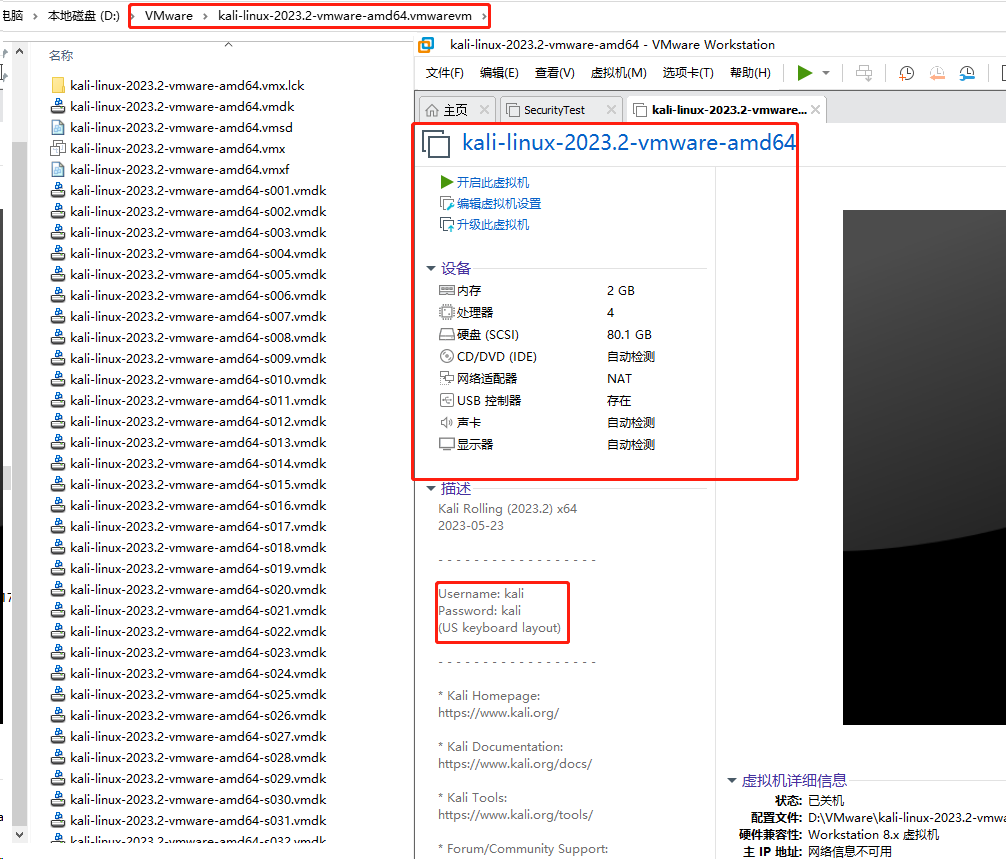 电脑 › 本地磁盘 (D:) › VMware › kali-linux-2023.2-vmware-amd64.vmwarevm ›
名称
kali-linux-2023.2-vmware-amd64.vmx.lck
kali-linux-2023.2-vmware-amd64.vmdk
kali-linux-2023.2-vmware-amd64.vmsd
kali-linux-2023.2-vmware-amd64.vmx
kali-linux-2023.2-vmware-amd64.vmxf
kali-linux-2023.2-vmware-amd64-s001.vmdk
kali-linux-2023.2-vmware-amd64-s002.vmdk
kali-linux-2023.2-vmware-amd64-s003.vmdk
kali-linux-2023.2-vmware-amd64-s004.vmdk
kali-linux-2023.2-vmware-amd64-s005.vmdk
kali-linux-2023.2-vmware-amd64-s006.vmdk
kali-linux-2023.2-vmware-amd64-s007.vmdk
kali-linux-2023.2-vmware-amd64-s008.vmdk
kali-linux-2023.2-vmware-amd64-s009.vmdk
kali-linux-2023.2-vmware-amd64-s010.vmdk
kali-linux-2023.2-vmware-amd64-s011.vmdk
kali-linux-2023.2-vmware-amd64-s012.vmdk
kali-linux-2023.2-vmware-amd64-s013.vmdk
kali-linux-2023.2-vmware-amd64-s014.vmdk
kali-linux-2023.2-vmware-amd64-s015.vmdk
kali-linux-2023.2-vmware-amd64-s016.vmdk
kali-linux-2023.2-vmware-amd64-s017.vmdk
kali-linux-2023.2-vmware-amd64-s018.vmdk
kali-linux-2023.2-vmware-amd64-s019.vmdk
kali-linux-2023.2-vmware-amd64-s020.vmdk
kali-linux-2023.2-vmware-amd64-s021.vmdk
kali-linux-2023.2-vmware-amd64-s022.vmdk
kali-linux-2023.2-vmware-amd64-s023.vmdk
kali-linux-2023.2-vmware-amd64-s024.vmdk
kali-linux-2023.2-vmware-amd64-s025.vmdk
kali-linux-2023.2-vmware-amd64-s026.vmdk
kali-linux-2023.2-vmware-amd64-s027.vmdk
kali-linux-2023.2-vmware-amd64-s028.vmdk
kali-linux-2023.2-vmware-amd64-s029.vmdk
kali-linux-2023.2-vmware-amd64-s030.vmdk
kali-linux-2023.2-vmware-amd64-s031.vmdk
kali-linux-2023.2-vmware-amd64-s032.vmdk
kali-linux-2023.2-vmware-amd64 - VMware Workstation
文件(F) 编辑(E) 查看(V) 虚拟机(M) 选项卡(T) 帮助(H)
主页 SecurityTest kali-linux-2023.2-vmware...
kali-linux-2023.2-vmware-amd64
开启此虚拟机
编辑虚拟机设置
升级此虚拟机
设备
内存 2 GB
处理器 4
硬盘 (SCSI) 80.1 GB
CD/DVD (IDE) 自动检测
网络适配器 NAT
USB 控制器 存在
声卡 自动检测
显示器 自动检测
描述
Kali Rolling (2023.2) x64
2023-05-23
- - - - - - - - - - - - - - - - - -
Username: kali
Password: kali
(US keyboard layout)
- - - - - - - - - - - - - - - - - -
* Kali Homepage:
https://www.kali.org/
* Kali Documentation:
https://www.kali.org/docs/
* Kali Tools:
https://www.kali.org/tools/
* Forum/Community Support:
虚拟机详细信息
状态: 已关机
配置文件: D:\VMware\kali-linux-2023.2-vmwa
硬件兼容性: Workstation 8.x 虚拟机
主 IP 地址: 网络信息不可用